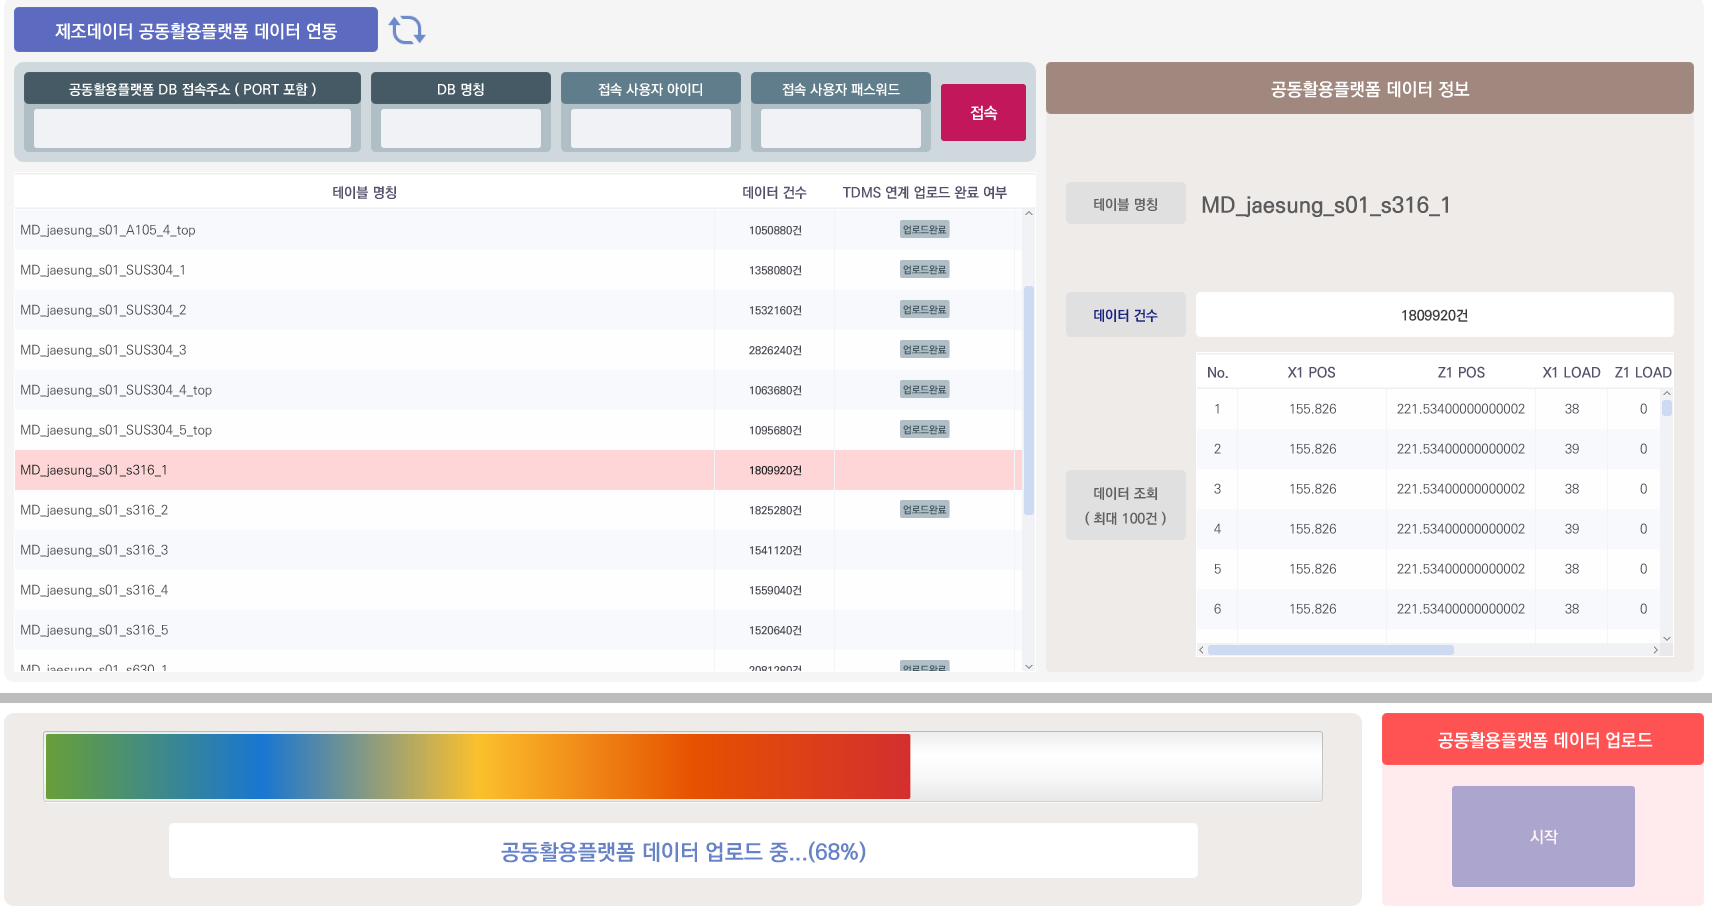 제조데이터 공동활용플랫폼 데이터 연동
공동활용플랫폼 DB 접속주소 ( PORT 포함 )
DB 명칭
접속 사용자 아이디
접속 사용자 패스워드
접속
테이블 명칭 데이터 건수 TDMS 연계 업로드 완료 여부
MD_jaesung_s01_A105_4_top 1050880건 업로드완료
MD_jaesung_s01_SUS304_1 1358080건 업로드완료
MD_jaesung_s01_SUS304_2 1532160건 업로드완료
MD_jaesung_s01_SUS304_3 2826240건 업로드완료
MD_jaesung_s01_SUS304_4_top 1063680건 업로드완료
MD_jaesung_s01_SUS304_5_top 1095680건 업로드완료
MD_jaesung_s01_s316_1 1809920건
MD_jaesung_s01_s316_2 1825280건 업로드완료
MD_jaesung_s01_s316_3 1541120건
MD_jaesung_s01_s316_4 1559040건
MD_jaesung_s01_s316_5 1520640건
MD_jaesung_s01_s630_1 2081280건 업로드완료
공동활용플랫폼 데이터 정보
테이블 명칭 MD_jaesung_s01_s316_1
데이터 건수 1809920건
데이터 조회
( 최대 100건 )
No. X1 POS Z1 POS X1 LOAD Z1 LOAD
1 155.826 221.53400000000002 38 0
2 155.826 221.53400000000002 39 0
3 155.826 221.53400000000002 38 0
4 155.826 221.53400000000002 39 0
5 155.826 221.53400000000002 38 0
6 155.826 221.53400000000002 38 0
공동활용플랫폼 데이터 업로드 중...(68%)
공동활용플랫폼 데이터 업로드
시작